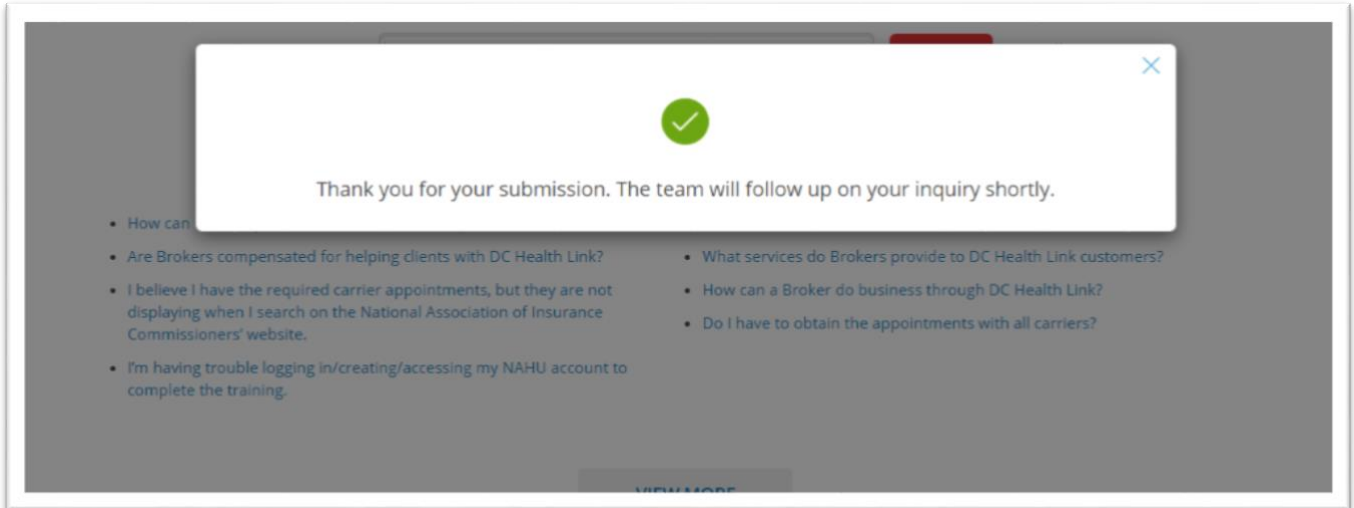 Thank you for your submission. The team will follow up on your inquiry shortly.
How can
Are Brokers compensated for helping clients with DC Health Link?
I believe I have the required carrier appointments, but they are not
displaying when I search on the National Association of Insurance
Commissioners' website.
I'm having trouble logging in/creating/accessing my NAHU account to
complete the training.
What services do Brokers provide to DC Health Link customers?
How can a Broker do business through DC Health Link?
Do I have to obtain the appointments with all carriers?
VIEW MORE